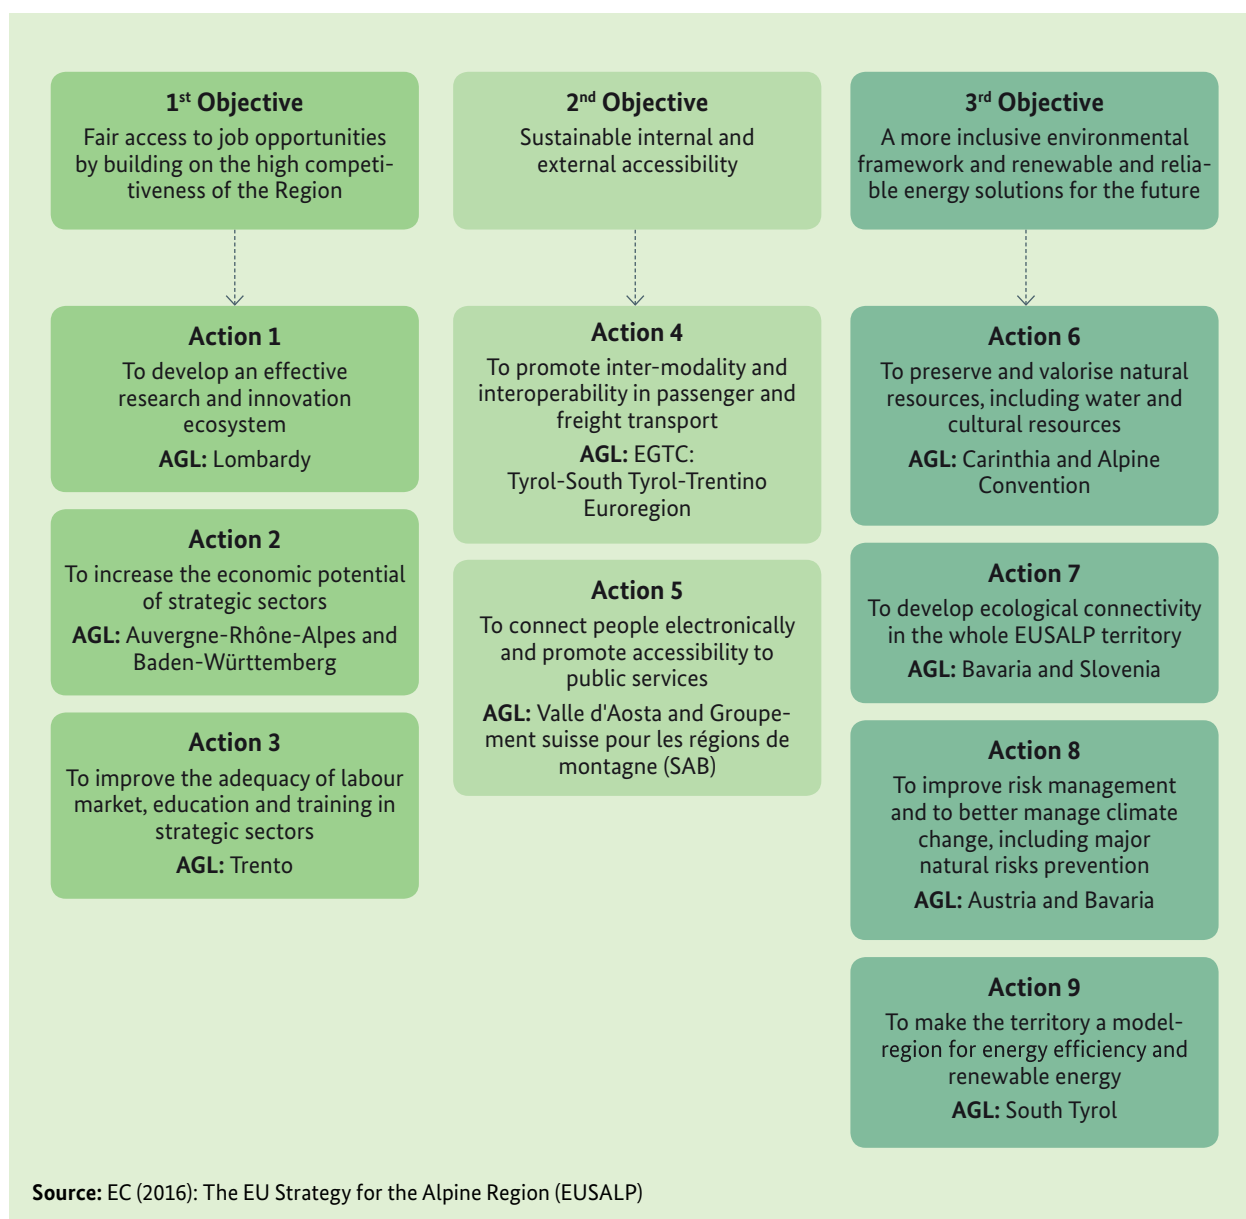 1st Objective
Fair access to job opportunities
by building on the high competi-
tiveness of the Region
2nd Objective
Sustainable internal and
external accessibility
3rd Objective
A more inclusive environmental
framework and renewable and relia-
ble energy solutions for the future
Action 1
To develop an effective
research and innovation
ecosystem
AGL: Lombardy
Action 2
To increase the economic potential
of strategic sectors
AGL: Auvergne-Rhône-Alpes and
Baden-Württemberg
Action 3
To improve the adequacy of labour
market, education and training in
strategic sectors
AGL: Trento
Action 4
To promote inter-modality and
interoperability in passenger and
freight transport
AGL: EGTC:
Tyrol-South Tyrol-Trentino
Euroregion
Action 5
To connect people electronically
and promote accessibility to
public services
AGL: Valle d'Aosta and Groupe-
ment suisse pour les régions de
montagne (SAB)
Action 6
To preserve and valorise natural
resources, including water and
cultural resources
AGL: Carinthia and Alpine
Convention
Action 7
To develop ecological connectivity
in the whole EUSALP territory
AGL: Bavaria and Slovenia
Action 8
To improve risk management
and to better manage climate
change, including major
natural risks prevention
AGL: Austria and Bavaria
Action 9
To make the territory a model-
region for energy efficiency and
renewable energy
AGL: South Tyrol
Source: EC (2016): The EU Strategy for the Alpine Region (EUSALP)